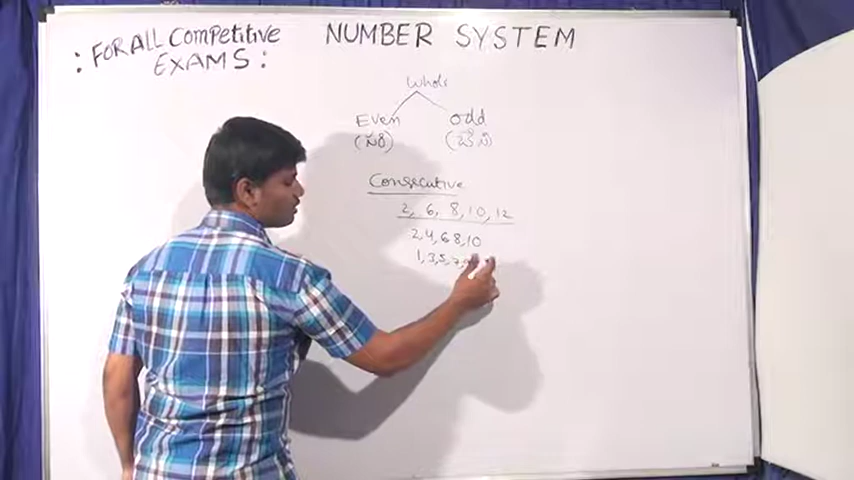 : FOR ALL COMPETITIVE
EXAMS :
NUMBER SYSTEM
Whole
Even odd
(సరి) (బేసి)
Consecutive
2, 6, 8, 10, 12
2, 4, 6 8, 10
1, 3, 5, 7,